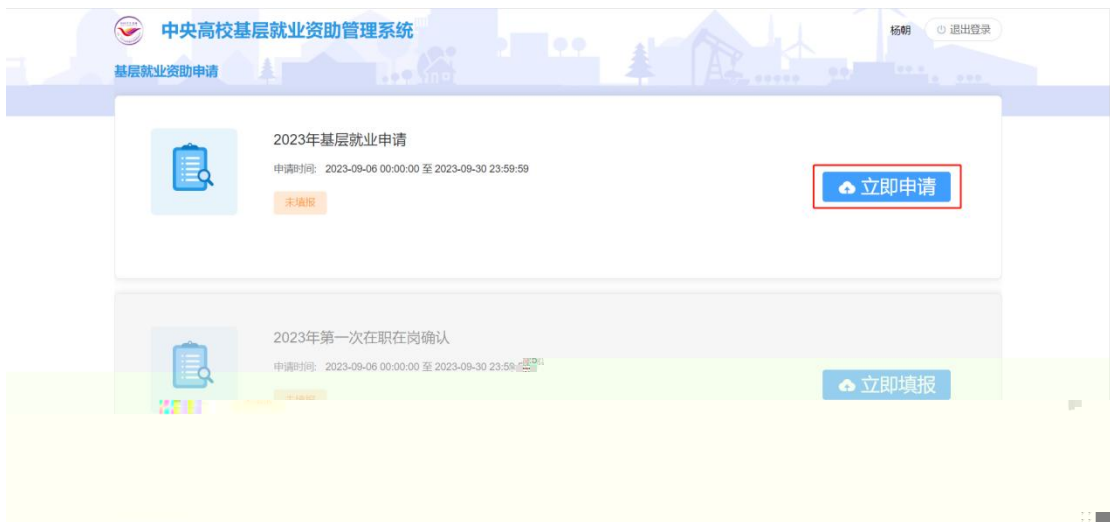 中央高校基层就业资助管理系统
杨朝 退出登录
基层就业资助申请
2023年基层就业申请
申请时间: 2023-09-06 00:00:00 至 2023-09-30 23:59:59
未填报
立即申请
2023年第一次在职在岗确认
申请时间: 2023-09-06 00:00:00 至 2023-09-30 23:59
立即填报